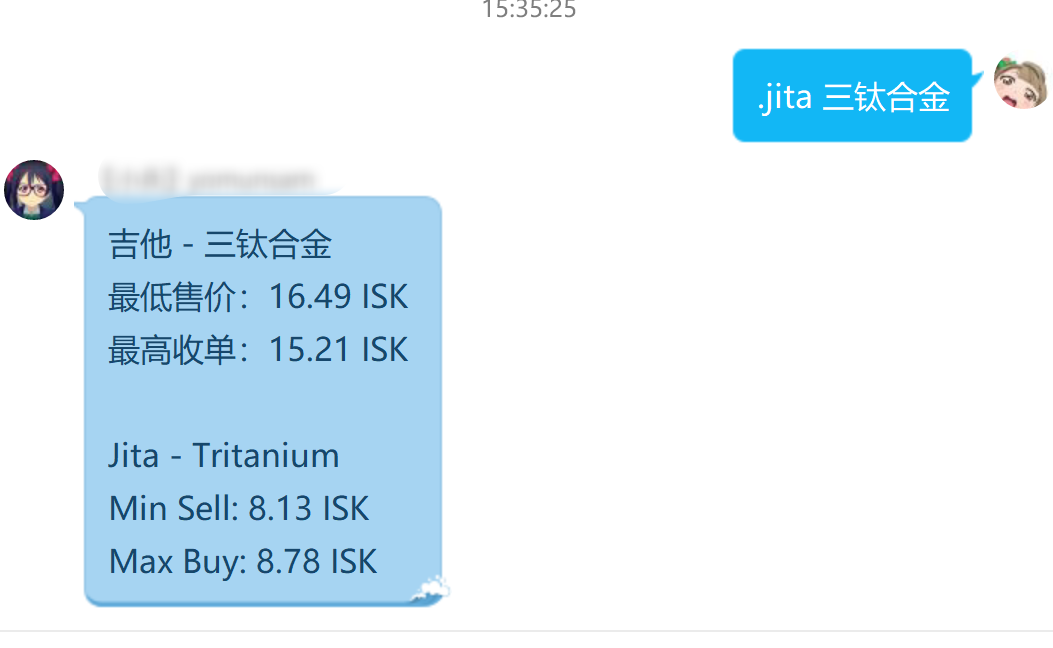 15:35:25
.jita 三钛合金
吉他 - 三钛合金
最低售价：16.49 ISK
最高收单：15.21 ISK
Jita - Tritanium
Min Sell: 8.13 ISK
Max Buy: 8.78 ISK